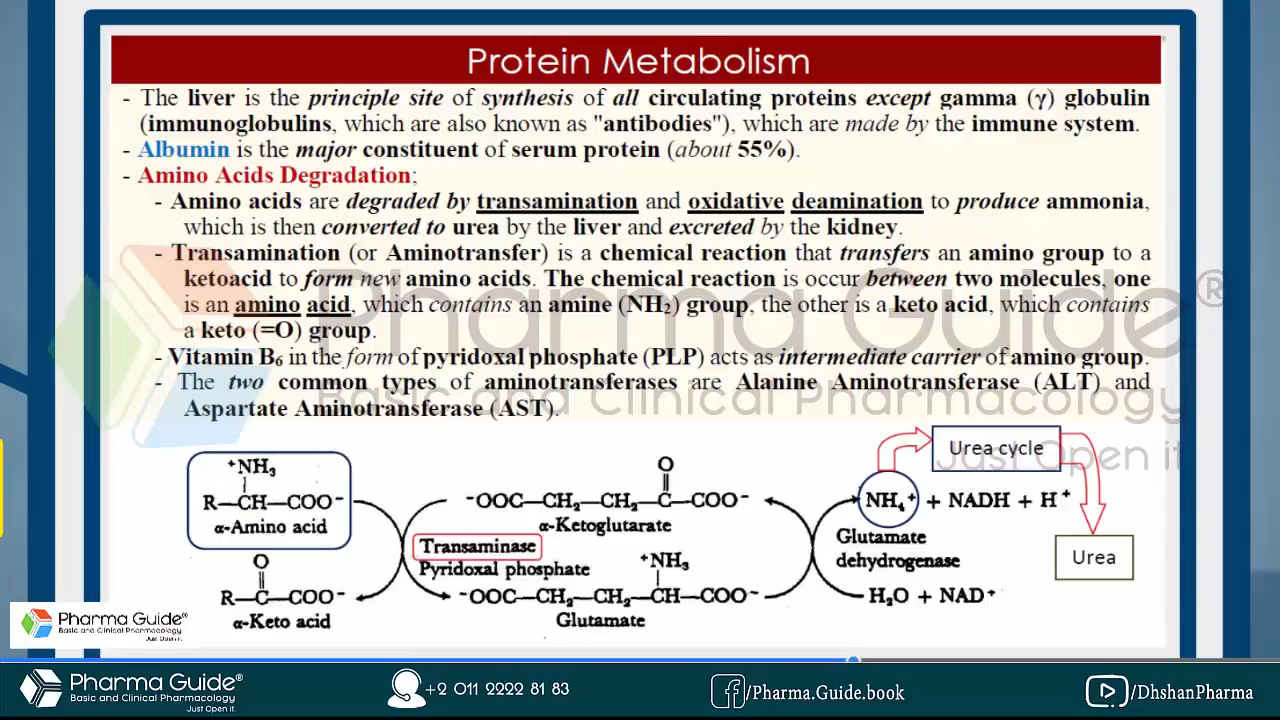 Protein Metabolism
- The liver is the principle site of synthesis of all circulating proteins except gamma (γ) globulin
(immunoglobulins, which are also known as "antibodies"), which are made by the immune system.
- Albumin is the major constituent of serum protein (about 55%).
- Amino Acids Degradation;
- Amino acids are degraded by transamination and oxidative deamination to produce ammonia,
which is then converted to urea by the liver and excreted by the kidney.
- Transamination (or Aminotransfer) is a chemical reaction that transfers an amino group to a
ketoacid to form new amino acids. The chemical reaction is occur between two molecules, one
is an amino acid, which contains an amine (NH₂) group, the other is a keto acid, which contains
a keto (=O) group.
- Vitamin B₆ in the form of pyridoxal phosphate (PLP) acts as intermediate carrier of amino group.
- The two common types of aminotransferases are Alanine Aminotransferase (ALT) and
Aspartate Aminotransferase (AST).
Pharma Guide®
Basic and Clinical Pharmacology
Just Open it.
⁺NH₃
R—CH—COO⁻
α-Amino acid
O
R—C—COO⁻
α-Keto acid
O
⁻OOC—CH₂—CH₂—C—COO⁻
α-Ketoglutarate
Transaminase
Pyridoxal phosphate
⁺NH₃
⁻OOC—CH₂—CH₂—CH—COO⁻
Glutamate
Urea cycle
NH₄⁺ + NADH + H⁺
Glutamate
dehydrogenase
H₂O + NAD⁺
Urea
Pharma Guide®
Basic and Clinical Pharmacology
Just Open it.
Pharma Guide®
Basic and Clinical Pharmacology
Just Open it.
+2 011 2222 81 83
/Pharma.Guide.book
/DhshanPharma